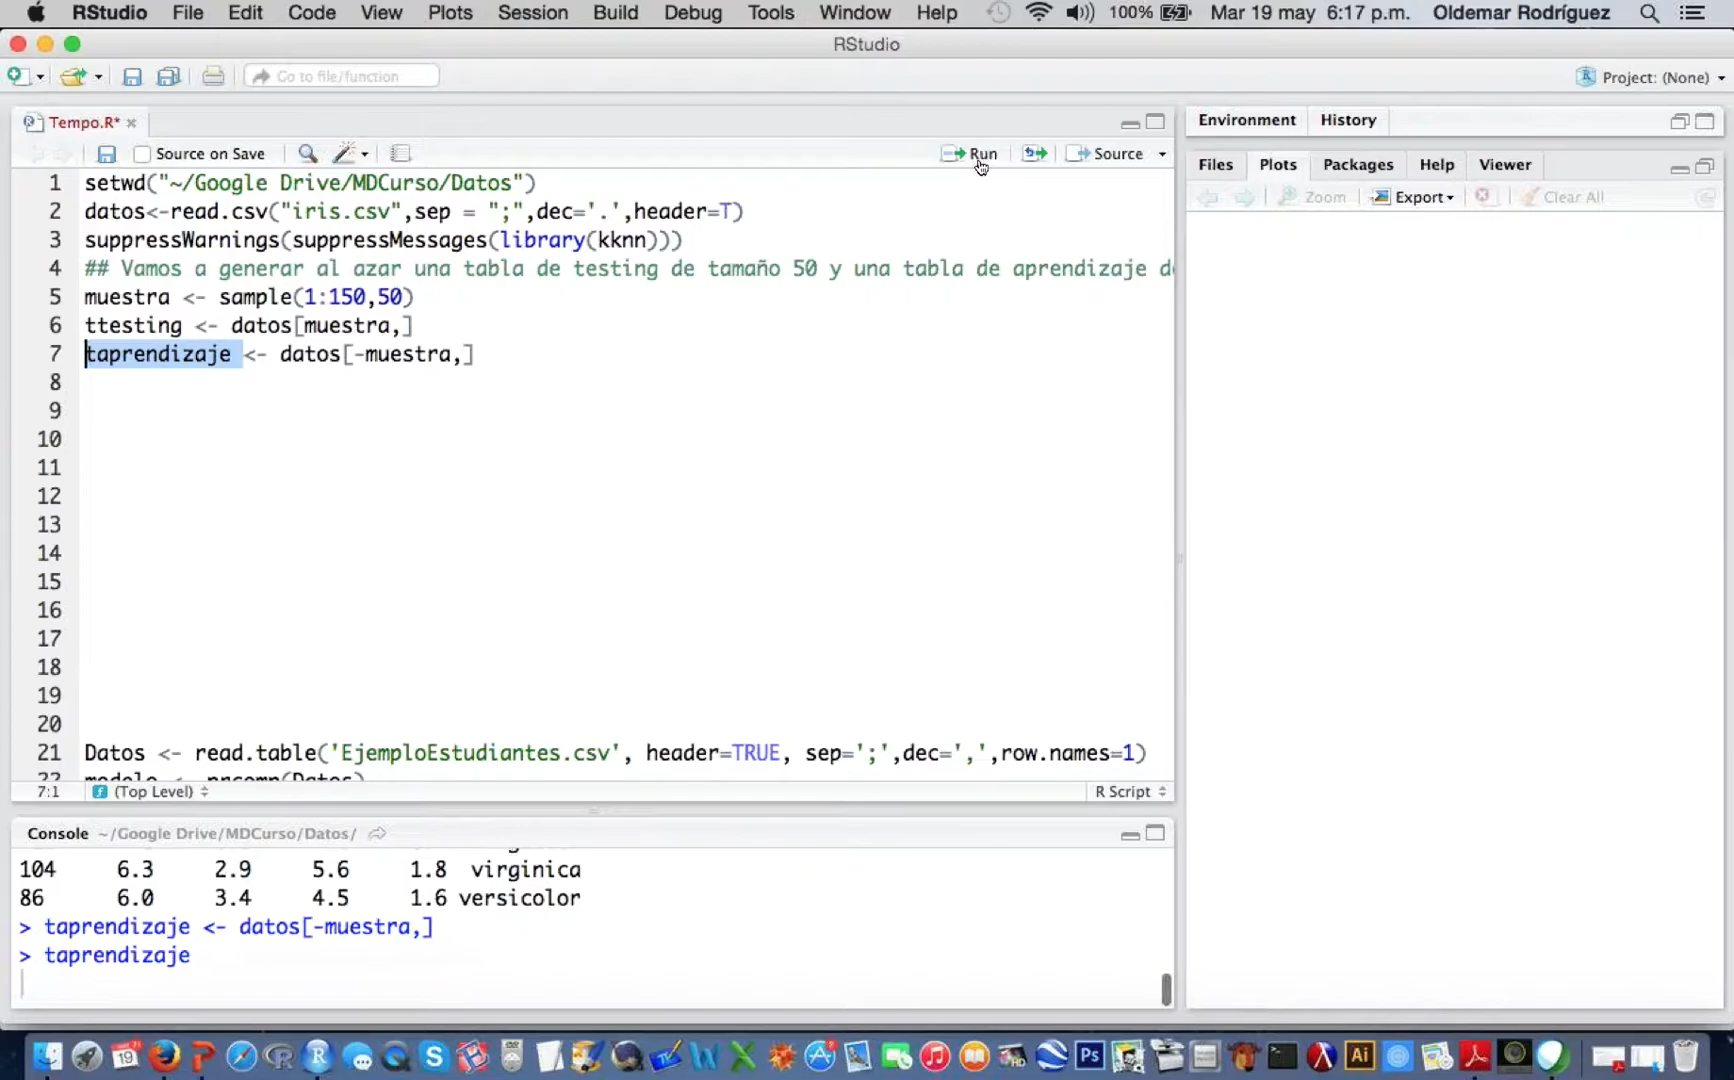 RStudio File Edit Code View Plots Session Build Debug Tools Window Help 100% Mar 19 may 6:17 p.m. Oldemar Rodríguez
RStudio
Go to file/function
Project: (None)
Tempo.R*
Source on Save
Run
Source
1 setwd("~/Google Drive/MDCurso/Datos")
2 datos<-read.csv("iris.csv",sep = ";",dec='.',header=T)
3 suppressWarnings(suppressMessages(library(kknn)))
4 ## Vamos a generar al azar una tabla de testing de tamaño 50 y una tabla de aprendizaje d
5 muestra <- sample(1:150,50)
6 ttesting <- datos[muestra,]
7 taprendizaje <- datos[-muestra,]
8
9
10
11
12
13
14
15
16
17
18
19
20
21 Datos <- read.table('EjemploEstudiantes.csv', header=TRUE, sep=';',dec=',',row.names=1)
22 modelo <- prcomp(Datos)
7:1 (Top Level) R Script
Console ~/Google Drive/MDCurso/Datos/
104 6.3 2.9 5.6 1.8 virginica
86 6.0 3.4 4.5 1.6 versicolor
> taprendizaje <- datos[-muestra,]
> taprendizaje
Environment History
Files Plots Packages Help Viewer
Zoom Export Clear All
19
Ps
Ai